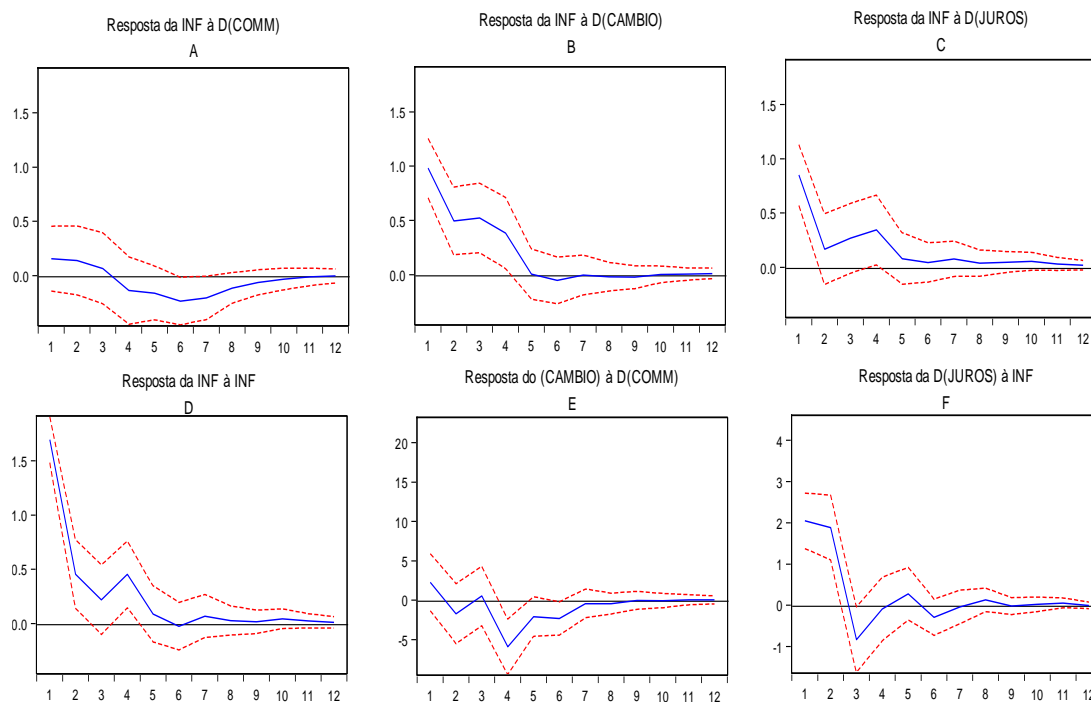 Resposta da INF à D(COMM)
A
1.5
1.0
0.5
0.0
1 2 3 4 5 6 7 8 9 10 11 12
Resposta da INF à D(CAMBIO)
B
1.5
1.0
0.5
0.0
1 2 3 4 5 6 7 8 9 10 11 12
Resposta da INF à D(JUROS)
C
1.5
1.0
0.5
0.0
1 2 3 4 5 6 7 8 9 10 11 12
Resposta da INF à INF
D
1.5
1.0
0.5
0.0
1 2 3 4 5 6 7 8 9 10 11 12
Resposta do (CAMBIO) à D(COMM)
E
20
15
10
5
0
-5
1 2 3 4 5 6 7 8 9 10 11 12
Resposta da D(JUROS) à INF
F
4
3
2
1
0
-1
1 2 3 4 5 6 7 8 9 10 11 12